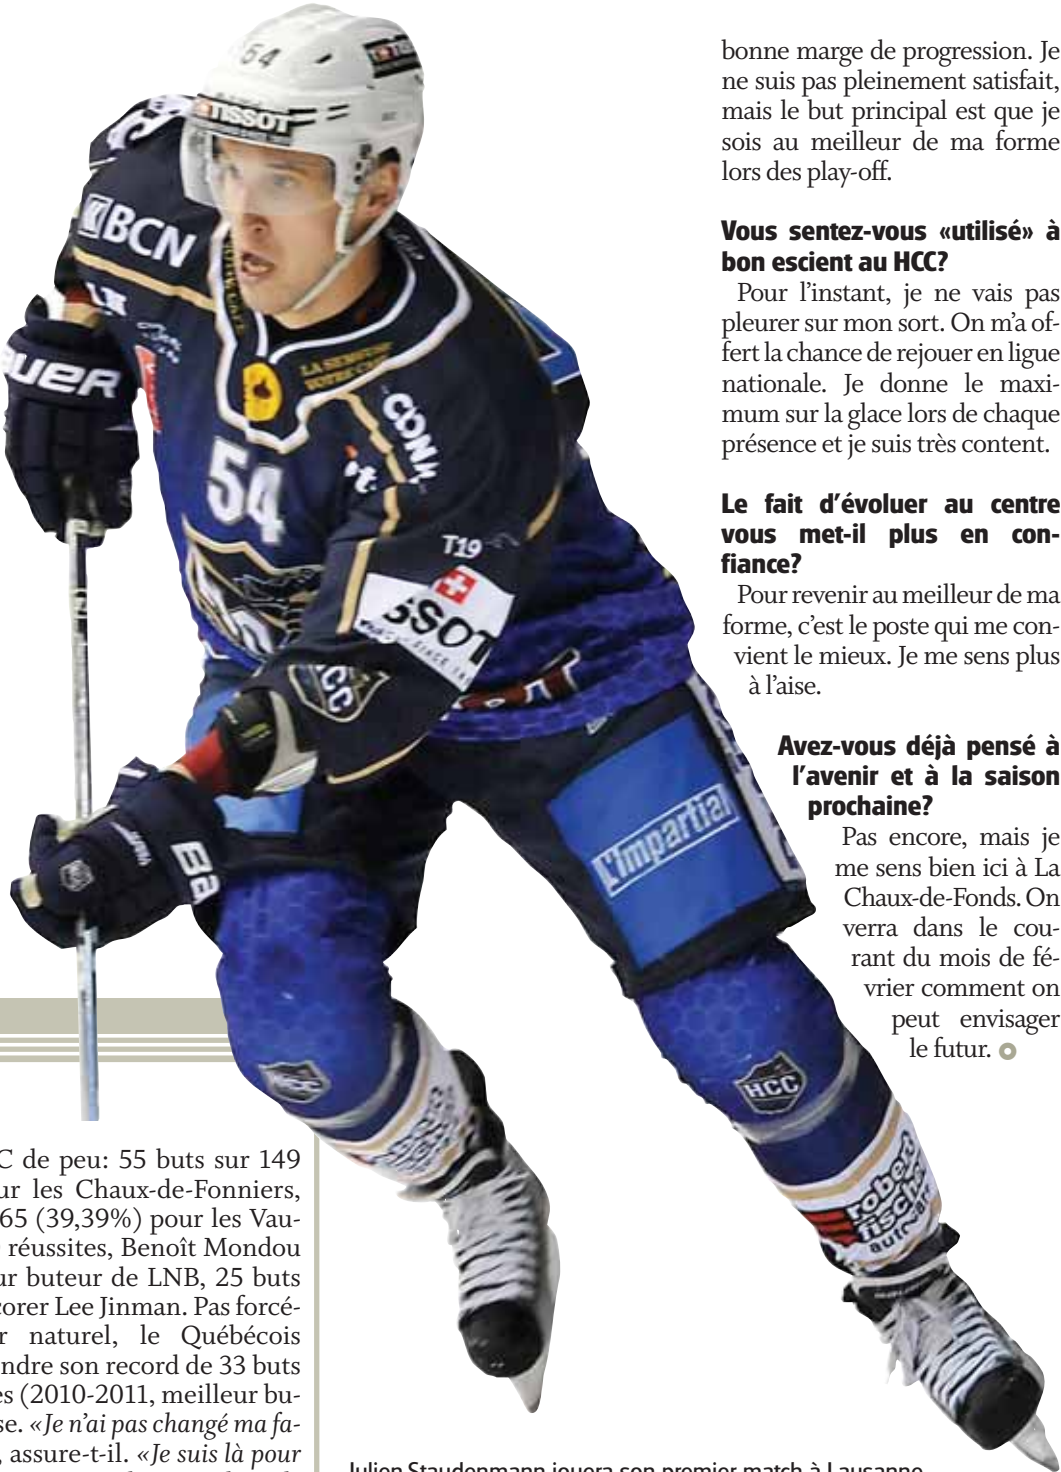 bonne marge de progression. Je
ne suis pas pleinement satisfait,
mais le but principal est que je
sois au meilleur de ma forme
lors des play-off.
Vous sentez-vous «utilisé» à
bon escient au HCC?
Pour l'instant, je ne vais pas
pleurer sur mon sort. On m'a of-
fert la chance de rejouer en ligue
nationale. Je donne le maxi-
mum sur la glace lors de chaque
présence et je suis très content.
Le fait d'évoluer au centre
vous met-il plus en con-
fiance?
Pour revenir au meilleur de ma
forme, c'est le poste qui me con-
vient le mieux. Je me sens plus
à l'aise.
Avez-vous déjà pensé à
l'avenir et à la saison
prochaine?
Pas encore, mais je
me sens bien ici à La
Chaux-de-Fonds. On
verra dans le cou-
rant du mois de fé-
vrier comment on
peut envisager
le futur.
54
TISSOT
BCN
UER
LA SEMEUSE
54
T19
SSOT
CC
BA
L'Impartial
HCC
HCC
robert
fischer
C de peu: 55 buts sur 149
ur les Chaux-de-Fonniers,
65 (39,39%) pour les Vau-
réussites, Benoît Mondou
ur buteur de LNB, 25 buts
corer Lee Jinman. Pas forcé-
r naturel, le Québécois
ndre son record de 33 buts
es (2010-2011, meilleur bu-
se. «Je n'ai pas changé ma fa-
, assure-t-il. «Je suis là pour
Julien Staudenmann jouera son premier match à Lausanne